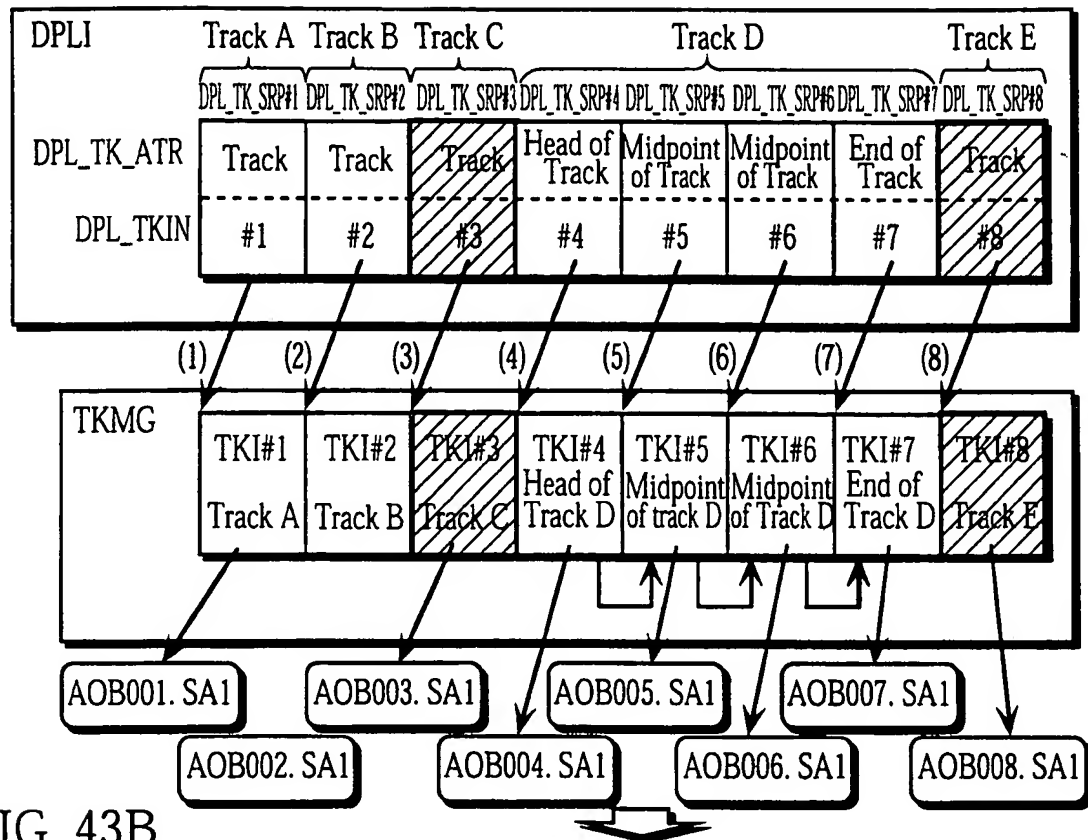 DPLI Track A Track B Track C Track D Track E
DPL_TK_SRP#1 DPL_TK_SRP#2 DPL_TK_SRP#3 DPL_TK_SRP#4 DPL_TK_SRP#5 DPL_TK_SRP#6 DPL_TK_SRP#7 DPL_TK_SRP#8
DPL_TK_ATR Track Track Track Head of Track Midpoint of Track Midpoint of Track End of Track Track
DPL_TKIN #1 #2 #3 #4 #5 #6 #7 #8
(1) (2) (3) (4) (5) (6) (7) (8)
TKMG
TKI#1 TKI#2 TKI#3 TKI#4 TKI#5 TKI#6 TKI#7 TKI#8
Track A Track B Track C Head of Track D Midpoint of track D Midpoint of Track D End of Track D Track E
AOB001. SA1 AOB003. SA1 AOB005. SA1 AOB007. SA1
AOB002. SA1 AOB004. SA1 AOB006. SA1 AOB008. SA1
IG. 43B